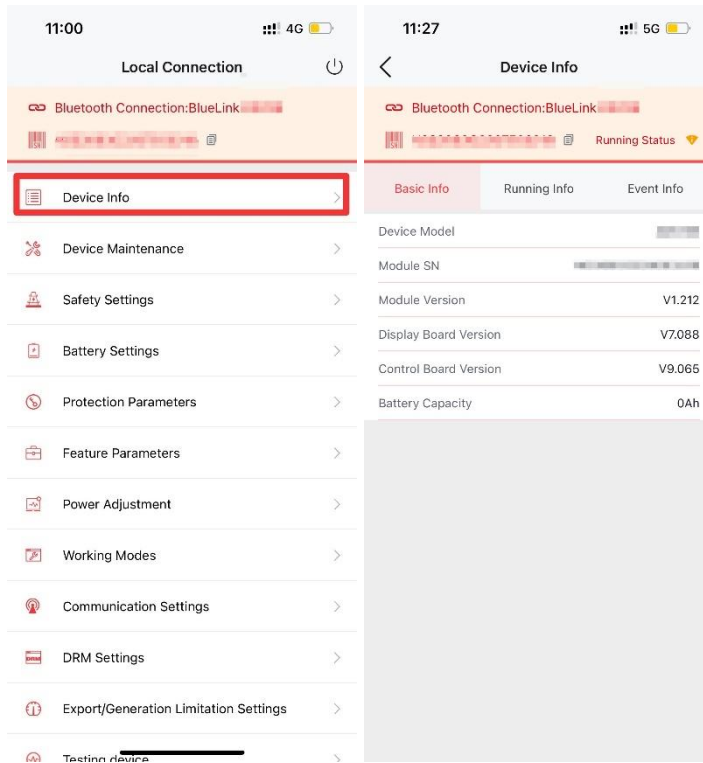 11:00
4G
Local Connection
Bluetooth Connection:BlueLink
SN
Device Info
Device Maintenance
Safety Settings
Battery Settings
Protection Parameters
Feature Parameters
Power Adjustment
Working Modes
Communication Settings
DRM
DRM Settings
Export/Generation Limitation Settings
Testing device
11:27
5G
Device Info
Bluetooth Connection:BlueLink
SN
Running Status
Basic Info
Running Info
Event Info
Device Model
Module SN
Module Version V1.212
Display Board Version V7.088
Control Board Version V9.065
Battery Capacity 0Ah